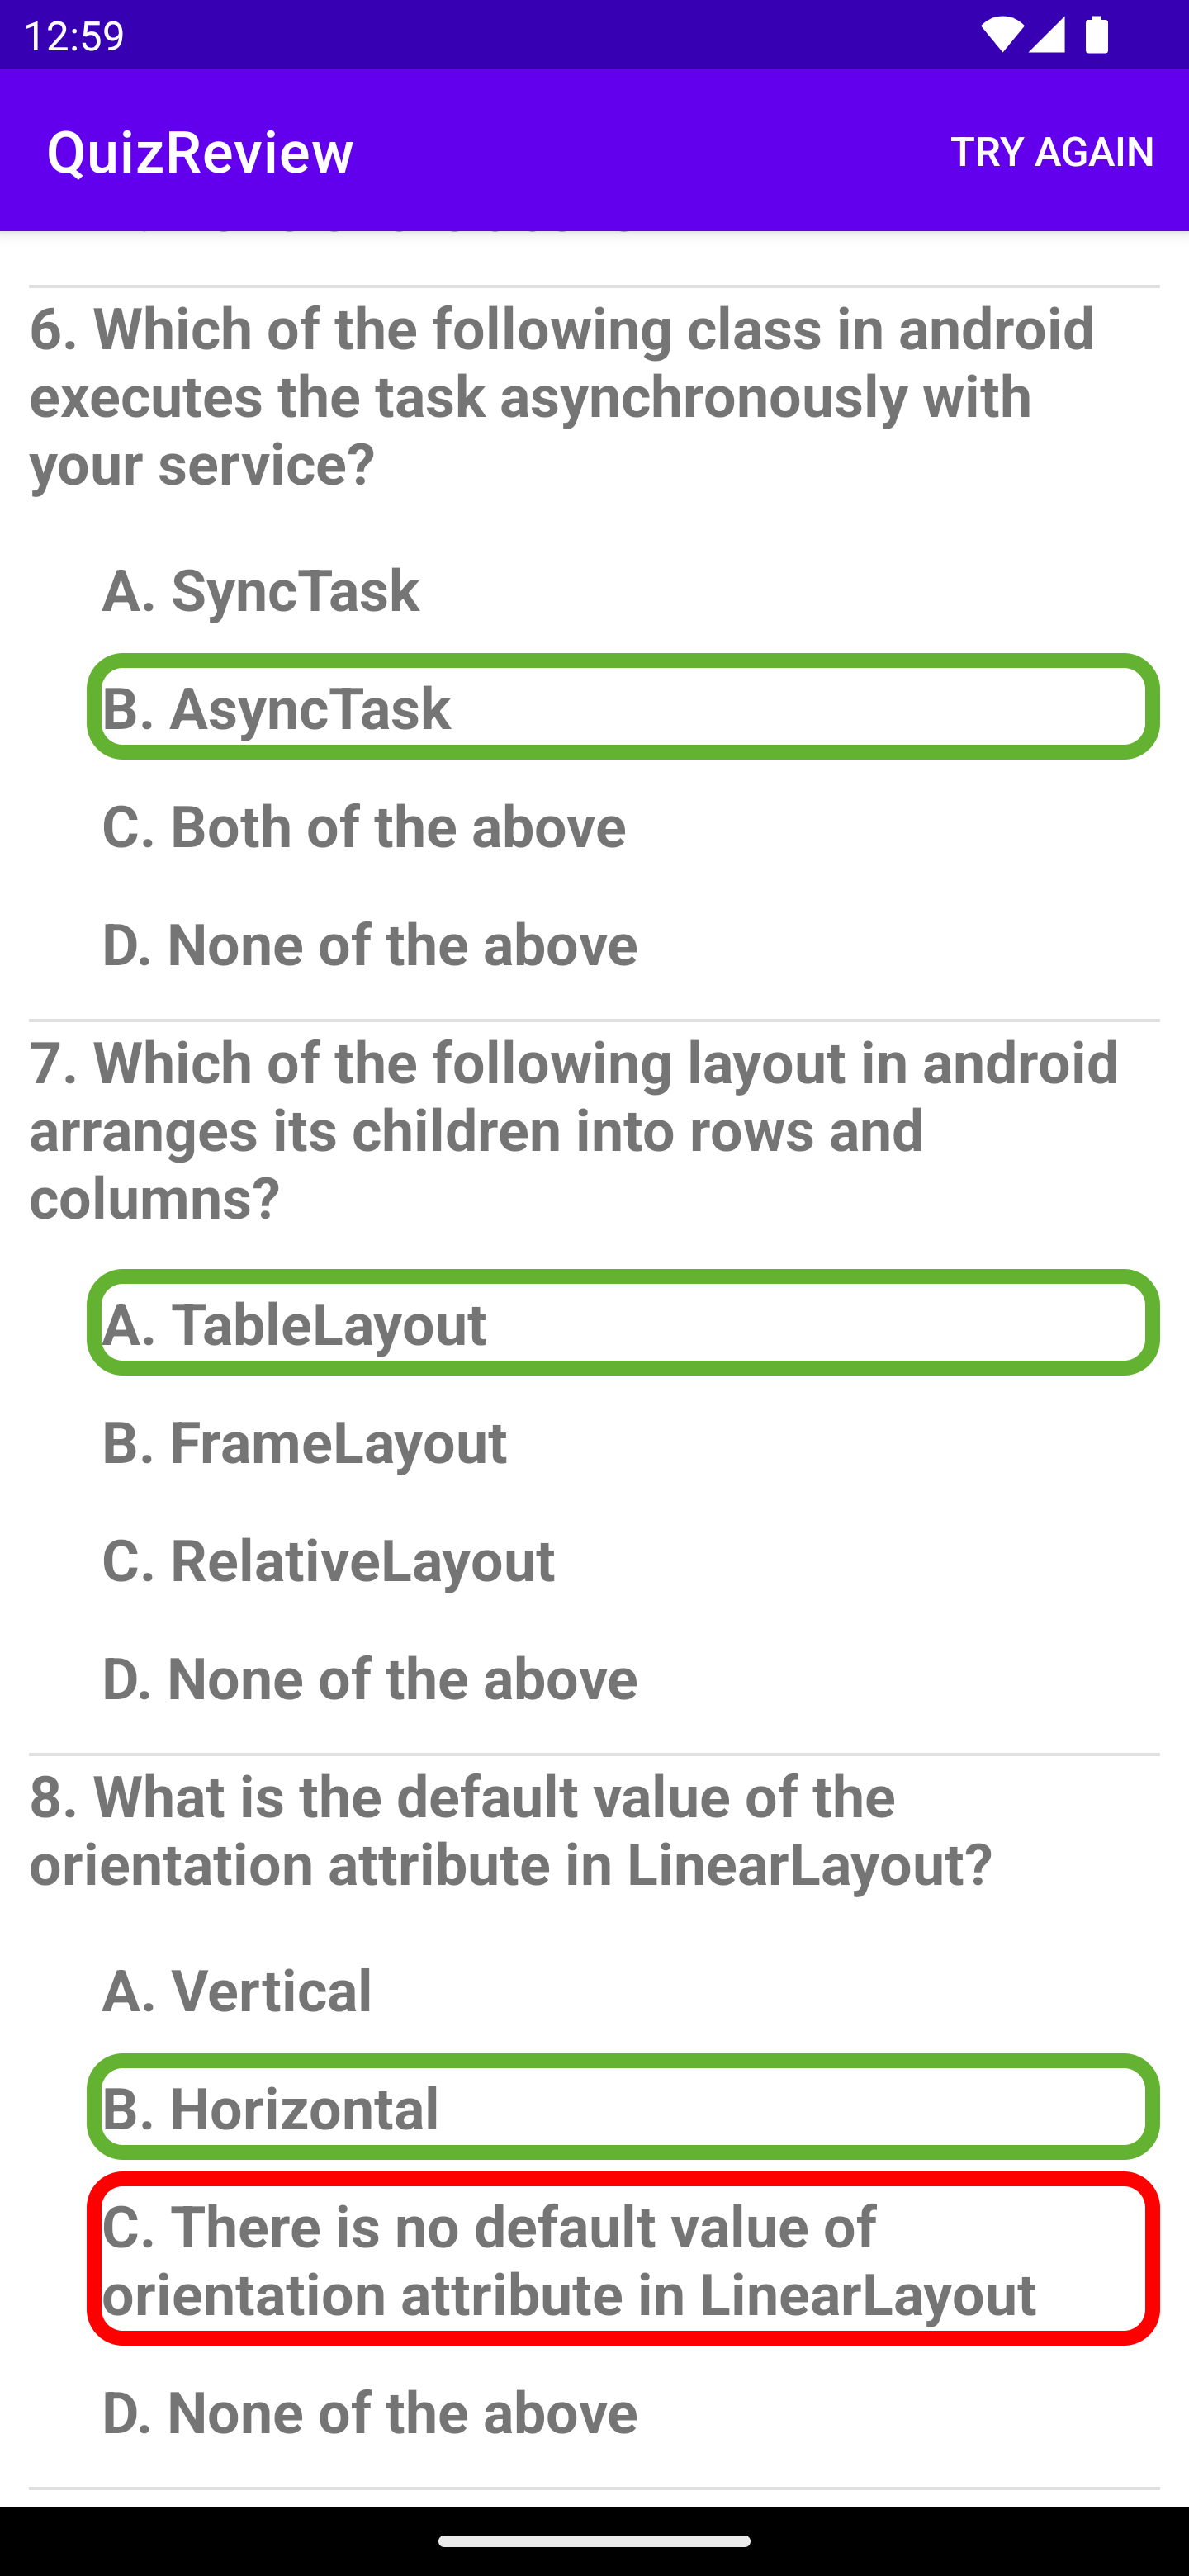 12:59
QuizReview
TRY AGAIN
6. Which of the following class in android
executes the task asynchronously with
your service?
A. SyncTask
B. AsyncTask
C. Both of the above
D. None of the above
7. Which of the following layout in android
arranges its children into rows and
columns?
A. TableLayout
B. FrameLayout
C. RelativeLayout
D. None of the above
8. What is the default value of the
orientation attribute in LinearLayout?
A. Vertical
B. Horizontal
C. There is no default value of
orientation attribute in LinearLayout
D. None of the above